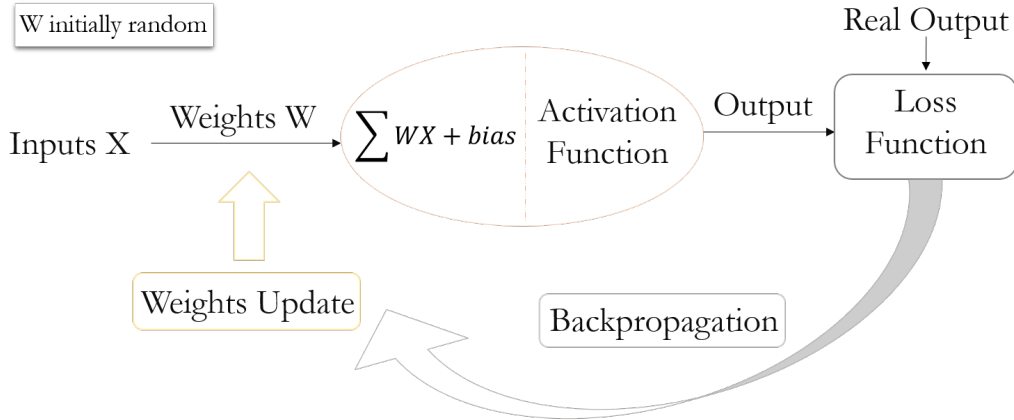 W initially random
Real Output
Inputs X
Weights W
∑ WX + bias
Activation
Function
Output
Loss
Function
Weights Update
Backpropagation